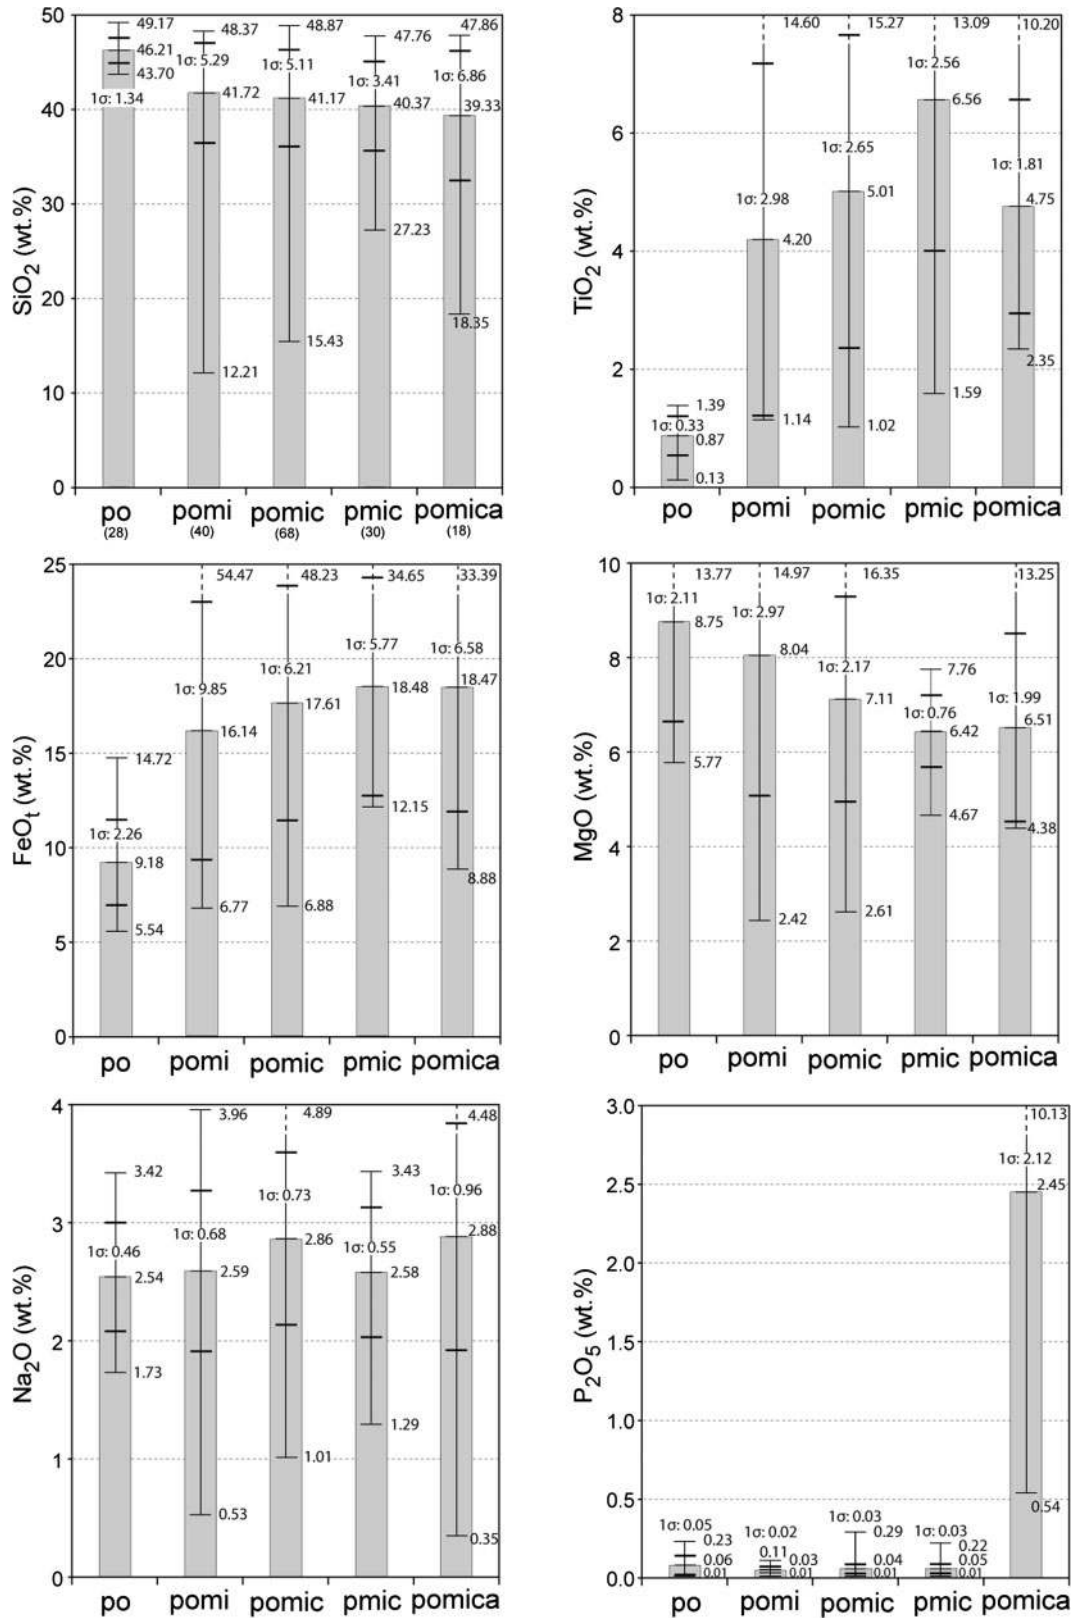 SiO2 (wt.%)
50
40
30
20
10
0
49.17
46.21
43.70
1σ: 1.34
48.37
1σ: 5.29
41.72
12.21
48.87
1σ: 5.11
41.17
15.43
47.76
1σ: 3.41
40.37
27.23
47.86
1σ: 6.86
39.33
18.35
po pomi pomic pmic pomica
(28) (40) (68) (30) (18)
TiO2 (wt.%)
8
6
4
2
0
1.39
1σ: 0.33
0.87
0.13
14.60
1σ: 2.98
4.20
1.14
15.27
1σ: 2.65
5.01
1.02
13.09
1σ: 2.56
6.56
1.59
10.20
1σ: 1.81
4.75
2.35
po pomi pomic pmic pomica
FeOt (wt.%)
25
20
15
10
5
0
14.72
1σ: 2.26
9.18
5.54
54.47
1σ: 9.85
16.14
6.77
48.23
1σ: 6.21
17.61
6.88
34.65
1σ: 5.77
18.48
12.15
33.39
1σ: 6.58
18.47
8.88
po pomi pomic pmic pomica
MgO (wt.%)
10
8
6
4
2
0
13.77
1σ: 2.11
8.75
5.77
14.97
1σ: 2.97
8.04
2.42
16.35
1σ: 2.17
7.11
2.61
7.76
1σ: 0.76
6.42
4.67
13.25
1σ: 1.99
6.51
4.38
po pomi pomic pmic pomica
Na2O (wt.%)
4
3
2
1
0
3.42
1σ: 0.46
2.54
1.73
3.96
1σ: 0.68
2.59
0.53
4.89
1σ: 0.73
2.86
1.01
3.43
1σ: 0.55
2.58
1.29
4.48
1σ: 0.96
2.88
0.35
po pomi pomic pmic pomica
P2O5 (wt.%)
3.0
2.5
2.0
1.5
1.0
0.5
0.0
1σ: 0.05
0.23
0.06
0.01
1σ: 0.02
0.11
0.03
0.01
1σ: 0.03
0.29
0.04
0.01
1σ: 0.03
0.22
0.05
0.01
10.13
1σ: 2.12
2.45
0.54
po pomi pomic pmic pomica